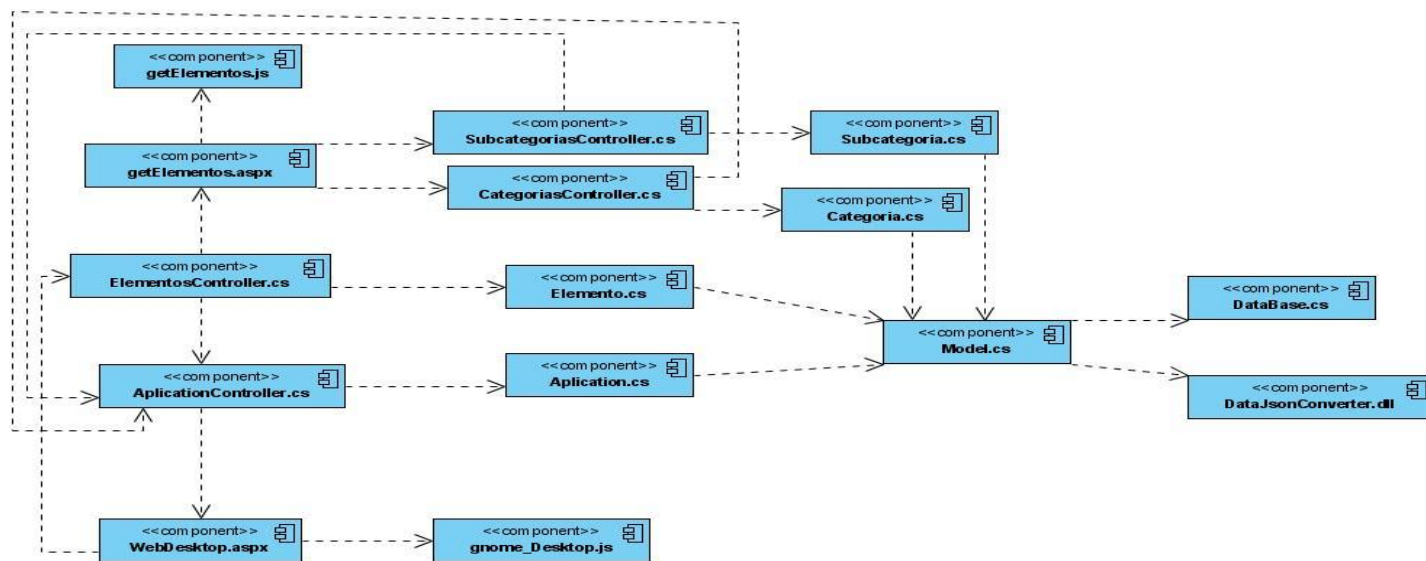 <<component>>
getElementos.js
<<component>>
SubcategoriasController.cs
<<component>>
Subcategoria.cs
<<component>>
getElementos.aspx
<<component>>
CategoriasController.cs
<<component>>
Categoria.cs
<<component>>
ElementosController.cs
<<component>>
Elemento.cs
<<component>>
DataBase.cs
<<component>>
Model.cs
<<component>>
AplicationController.cs
<<component>>
Aplication.cs
<<component>>
DataJsonConverter.dll
<<component>>
WebDesktop.aspx
<<component>>
gnome_Desktop.js